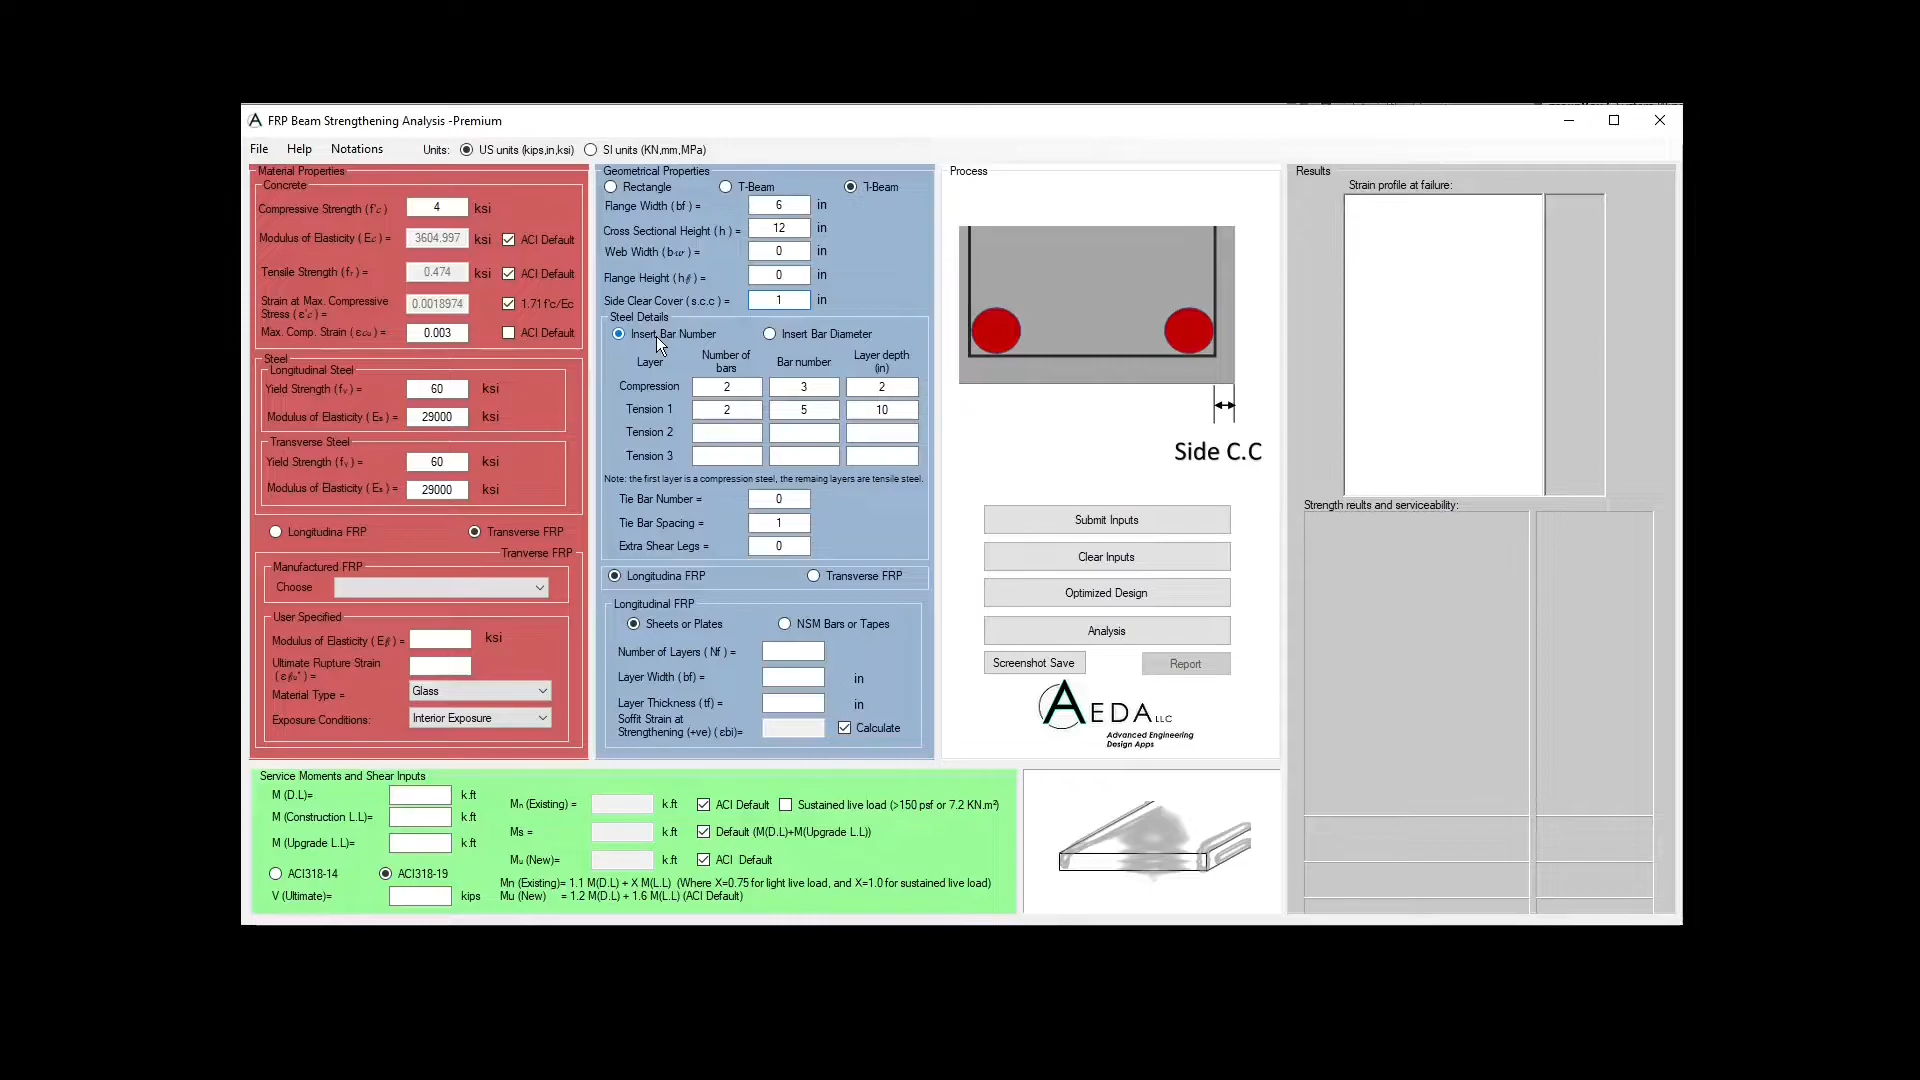 FRP Beam Strengthening Analysis -Premium
File Help Notations Units: US units (kips,in,ksi) SI units (KN,mm,MPa)
Material Properties
Concrete
Compressive Strength (f'c) 4 ksi
Modulus of Elasticity (Ec) = 3604.997 ksi ACI Default
Tensile Strength (fr) = 0.474 ksi ACI Default
Strain at Max. Compressive
Stress (ε'c) = 0.0018974 1.71f'c/Ec
Max. Comp. Strain (εcu) = 0.003 ACI Default
Steel
Longitudinal Steel
Yield Strength (fy) = 60 ksi
Modulus of Elasticity (Es) = 29000 ksi
Transverse Steel
Yield Strength (fy) = 60 ksi
Modulus of Elasticity (Es) = 29000 ksi
Longitudina FRP Transverse FRP
Tranverse FRP
Manufactured FRP
Choose
User Specified
Modulus of Elasticity (Ef) = ksi
Ultimate Rupture Strain
(εfu*) =
Material Type = Glass
Exposure Conditions: Interior Exposure
Geometrical Properties
Rectangle T-Beam Ꞁ-Beam
Flange Width (bf) = 6 in
Cross Sectional Height (h) = 12 in
Web Width (bw) = 0 in
Flange Height (hf) = 0 in
Side Clear Cover (s.c.c) = 1 in
Steel Details
Insert Bar Number Insert Bar Diameter
Layer Number of bars Bar number Layer depth (in)
Compression 2 3 2
Tension 1 2 5 10
Tension 2
Tension 3
Note: the first layer is a compression steel, the remaing layers are tensile steel.
Tie Bar Number = 0
Tie Bar Spacing = 1
Extra Shear Legs = 0
Longitudina FRP Transverse FRP
Longitudinal FRP
Sheets or Plates NSM Bars or Tapes
Number of Layers (Nf) =
Layer Width (bf) = in
Layer Thickness (tf) = in
Soffit Strain at
Strengthening (+ve) (εbi)= Calculate
Process
Side C.C
Submit Inputs
Clear Inputs
Optimized Design
Analysis
Screenshot Save Report
AEDA LLC
Advanced Engineering
Design Apps
Results
Strain profile at failure:
Strength reults and serviceability:
Service Moments and Shear Inputs
M (D.L)= k.ft
M (Construction L.L)= k.ft
M (Upgrade L.L)= k.ft
ACI318-14 ACI318-19
V (Ultimate)= kips
Mn (Existing) = k.ft ACI Default Sustained live load (>150 psf or 7.2 KN.m²)
Ms = k.ft Default (M(D.L)+M(Upgrade L.L))
Mu (New)= k.ft ACI Default
Mn (Existing)= 1.1 M(D.L) + X M(L.L) (Where X=0.75 for light live load, and X=1.0 for sustained live load)
Mu (New) = 1.2 M(D.L) + 1.6 M(L.L) (ACI Default)